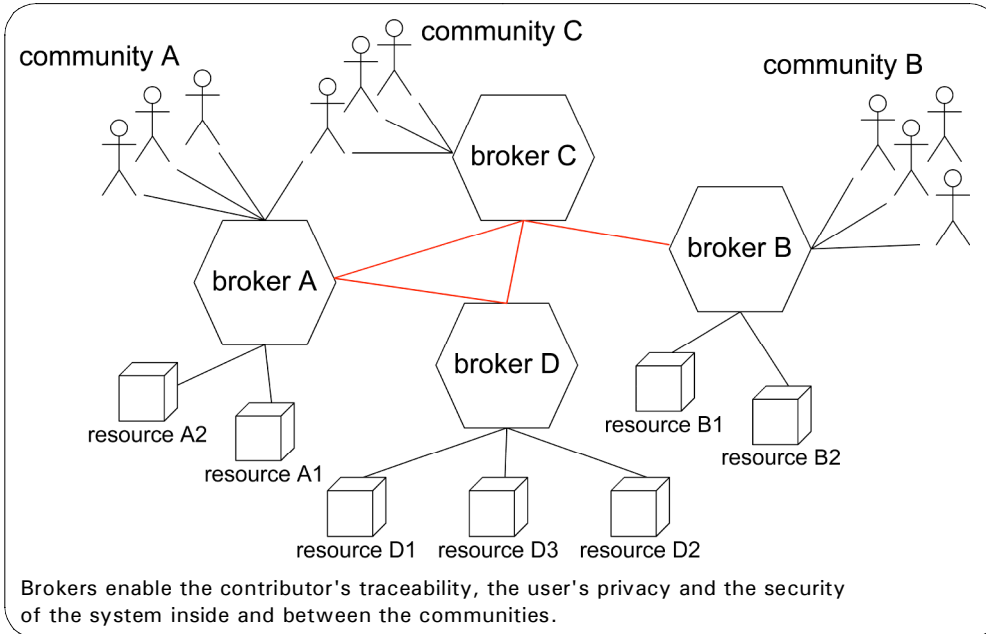 community C
community A
community B
broker C
broker B
broker A
broker D
resource A2
resource A1
resource B1
resource B2
resource D1
resource D3
resource D2
Brokers enable the contributor's traceability, the user's privacy and the security
of the system inside and between the communities.